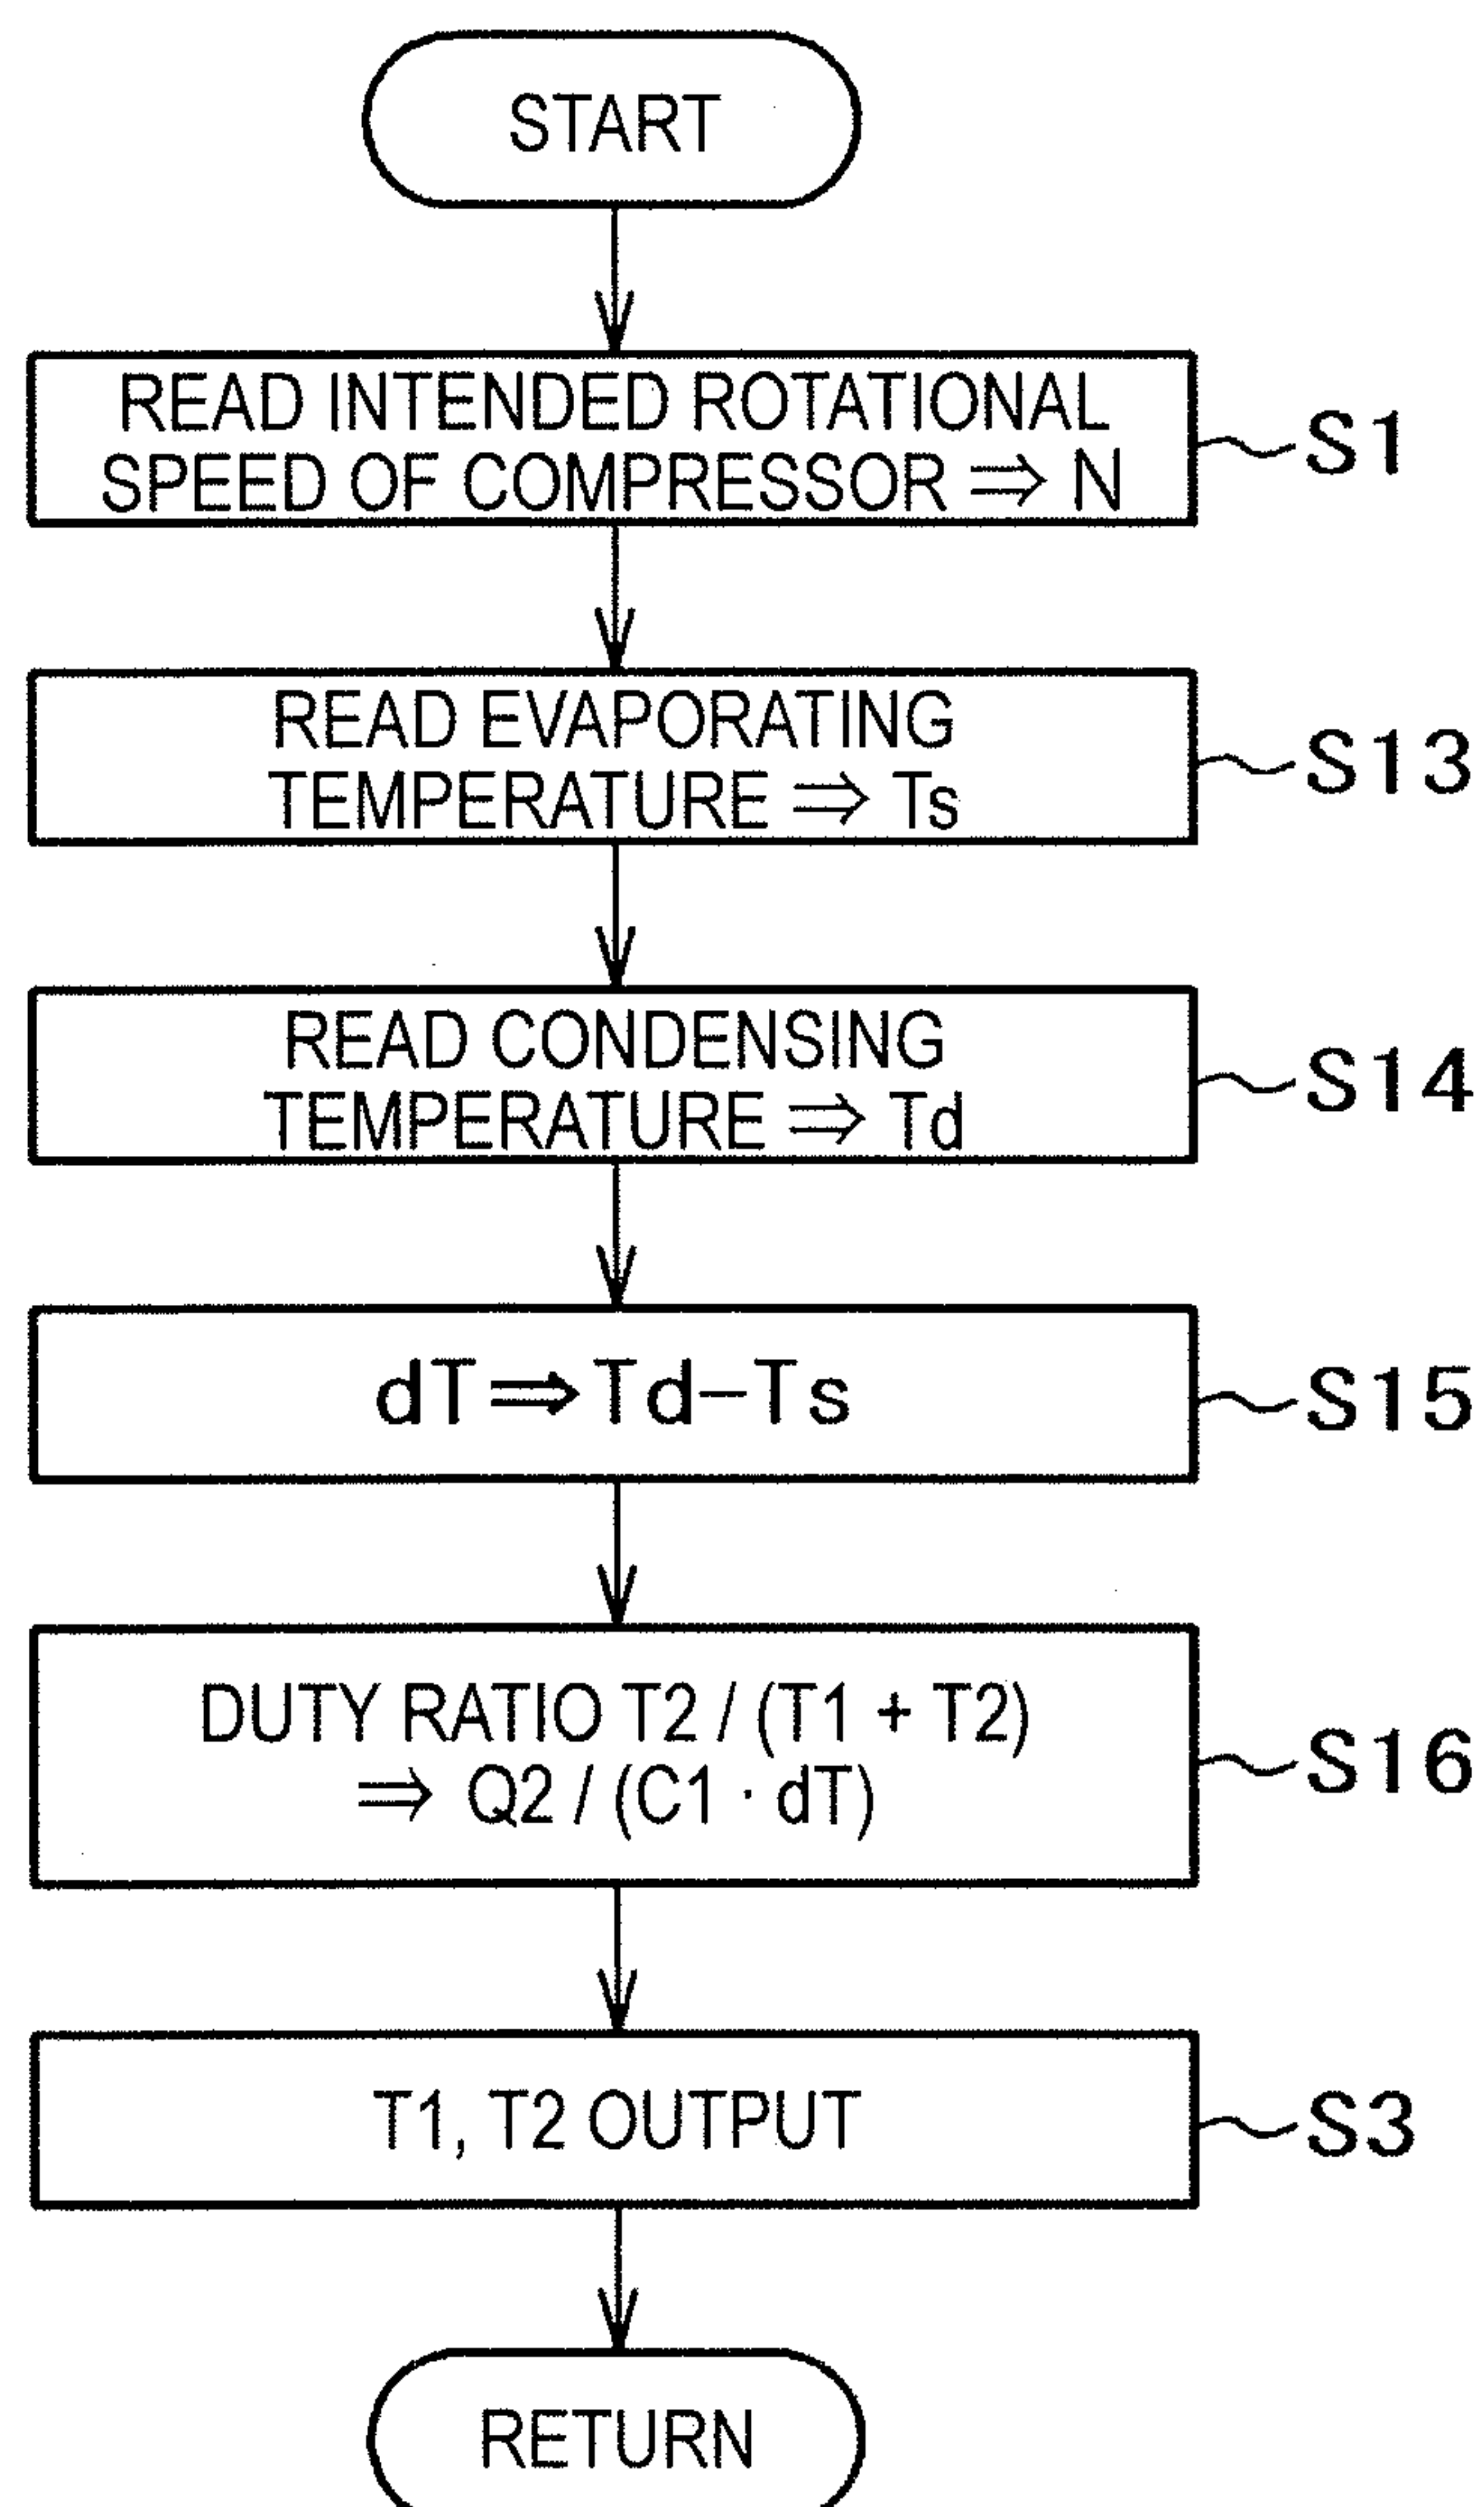 START
READ INTENDED ROTATIONAL
SPEED OF COMPRESSOR ⇒ N
S1
READ EVAPORATING
TEMPERATURE ⇒ Ts
S13
READ CONDENSING
TEMPERATURE ⇒ Td
S14
dT⇒Td-Ts
S15
DUTY RATIO T2 / (T1 + T2)
⇒ Q2 / (C1 · dT)
S16
T1, T2 OUTPUT
S3
RETURN